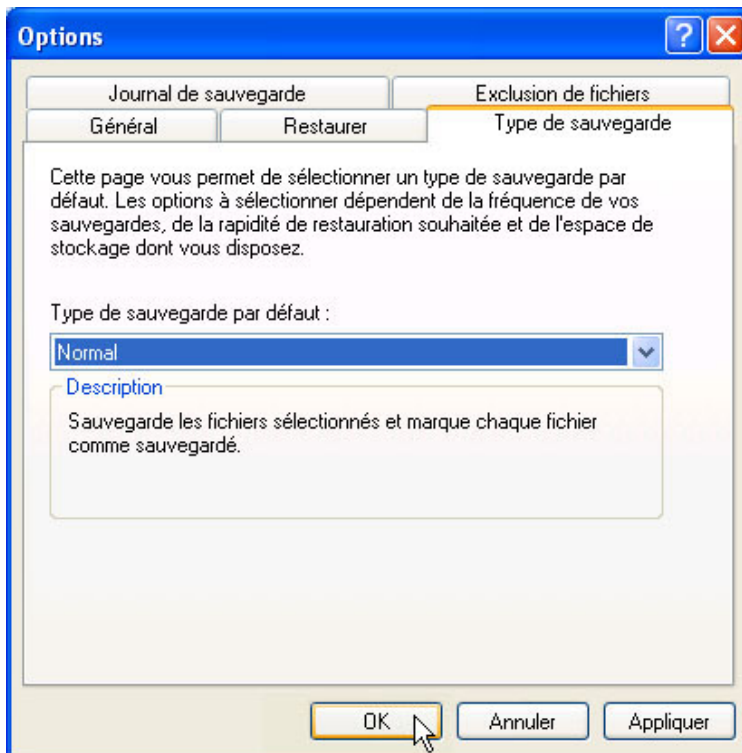 Options
Journal de sauvegarde
Exclusion de fichiers
Général
Restaurer
Type de sauvegarde
Cette page vous permet de sélectionner un type de sauvegarde par
défaut. Les options à sélectionner dépendent de la fréquence de vos
sauvegardes, de la rapidité de restauration souhaitée et de l'espace de
stockage dont vous disposez.
Type de sauvegarde par défaut :
Normal
Description
Sauvegarde les fichiers sélectionnés et marque chaque fichier
comme sauvegardé.
OK
Annuler
Appliquer